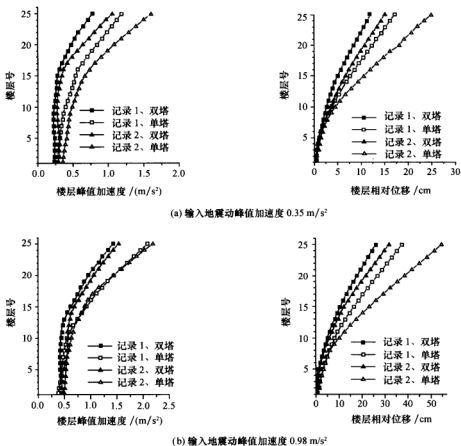 25
20
15
10
5
0
0.0
0.5
1.0
1.5
2.0
楼层号
楼层峰值加速度 /(m/s²)
记录 1、双塔
记录 1、单塔
记录 2、双塔
记录 2、单塔
25
20
15
10
5
0
5
10
15
20
25
30
楼层号
楼层相对位移 /cm
记录 1、双塔
记录 1、单塔
记录 2、双塔
记录 2、单塔
(a) 输入地震动峰值加速度 0.35 m/s²
25
20
15
10
5
0
0.0
0.5
1.0
1.5
2.0
2.5
楼层号
楼层峰值加速度 /(m/s²)
记录 1、双塔
记录 1、单塔
记录 2、双塔
记录 2、单塔
25
20
15
10
5
0
10
20
30
40
50
楼层号
楼层相对位移 /cm
记录 1、双塔
记录 1、单塔
记录 2、双塔
记录 2、单塔
(b) 输入地震动峰值加速度 0.98 m/s²